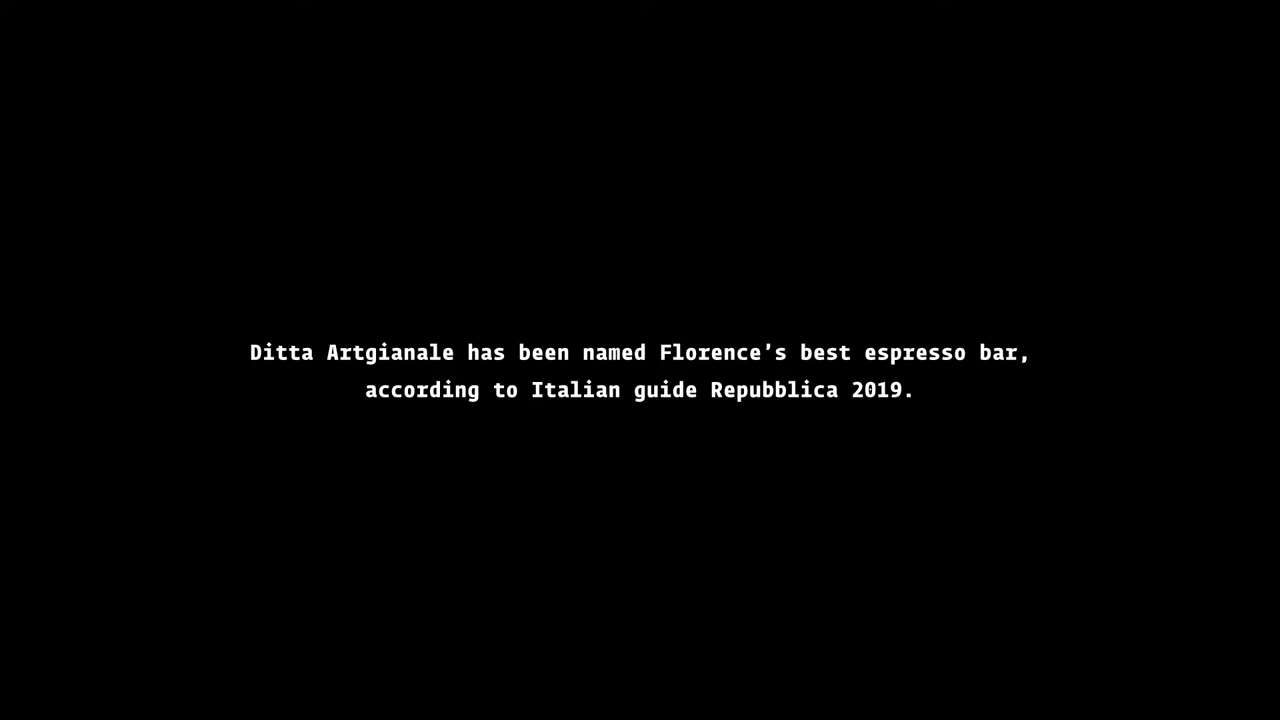 Ditta Artgianale has been named Florence’s best espresso bar,
according to Italian guide Repubblica 2019.